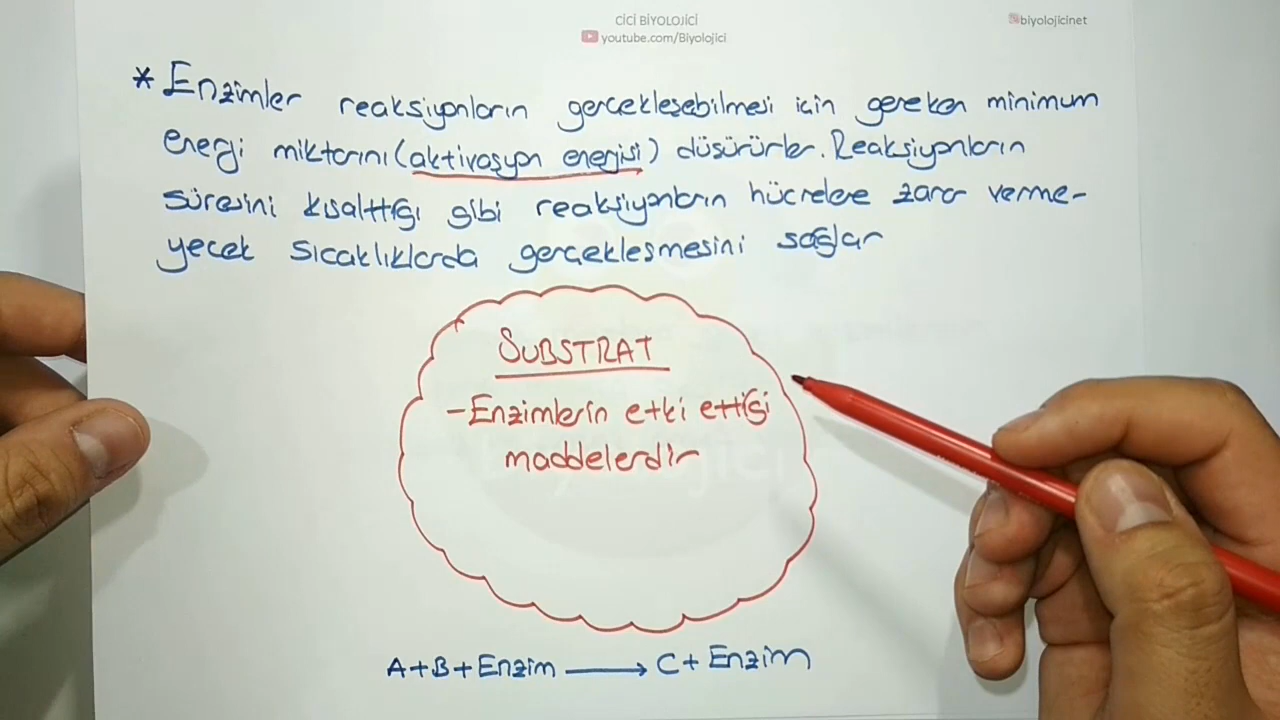 CİCİ BİYOLOJİCİ
youtube.com/Biyolojici
biyolojicinet
* Enzimler reaksiyonların gerçekleşebilmesi için gereken minimum
enerji miktarını (aktivasyon energisi) düşürürler. Reaksiyonların
süresini kısalttığı gibi reaksiyonların hücrelere zarar verme-
yecek sıcaklıklarda gerçekleşmesini sağlar
SUBSTRAT
- Enzimlerin etki ettiği
maddelerdir
A+B+Enzim → C+ Enzim